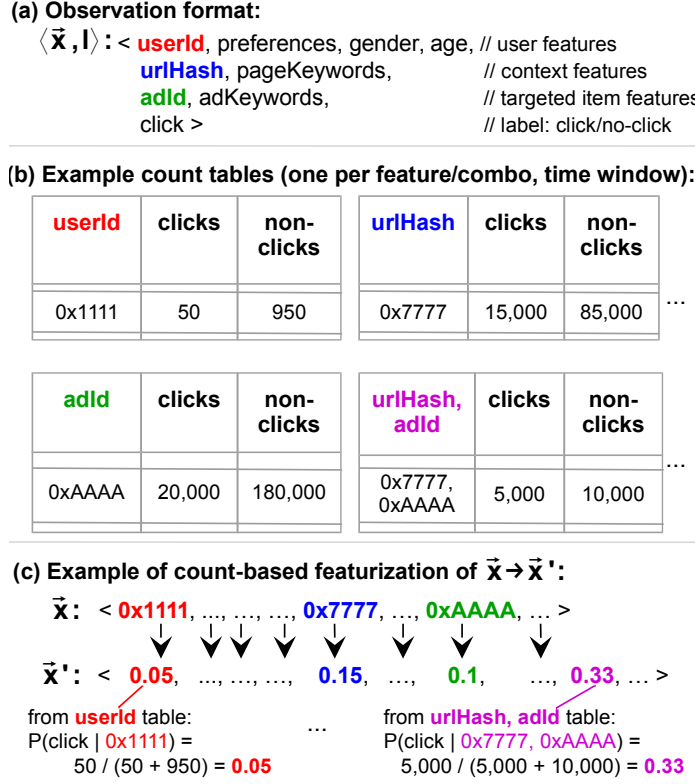 (a) Observation format:
⟨x⃗, l⟩: < userId, preferences, gender, age, // user features
urlHash, pageKeywords, // context features
adId, adKeywords, // targeted item features
click > // label: click/no-click
(b) Example count tables (one per feature/combo, time window):
userId clicks non-clicks urlHash clicks non-clicks
0x1111 50 950 0x7777 15,000 85,000 ...
adId clicks non-clicks urlHash, adId clicks non-clicks
0xAAAA 20,000 180,000 0x7777, 0xAAAA 5,000 10,000 ...
(c) Example of count-based featurization of x⃗→x⃗':
x⃗: < 0x1111, ..., ..., ..., 0x7777, ..., 0xAAAA, ... >
x⃗': < 0.05, ..., ..., ..., 0.15, ..., 0.1, ..., 0.33, ... >
from userId table: ... from urlHash, adId table:
P(click | 0x1111) = P(click | 0x7777, 0xAAAA) =
50 / (50 + 950) = 0.05 5,000 / (5,000 + 10,000) = 0.33